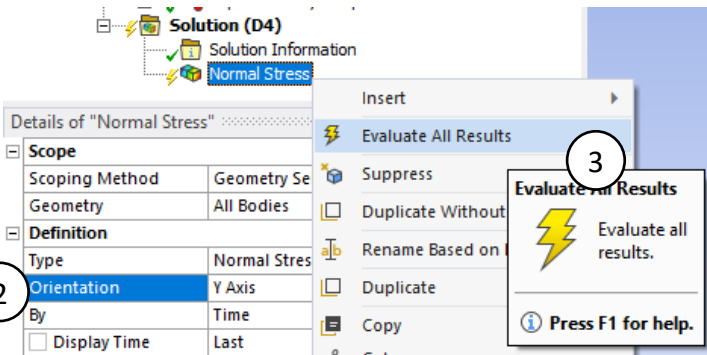 Solution (D4)
Solution Information
Normal Stress
Insert
Details of "Normal Stress"
Evaluate All Results
Scope
3
Scoping Method Geometry Se
Suppress
Evaluate All Results
Geometry All Bodies
Duplicate Without
Evaluate all
results.
Definition
Type Normal Stres
Rename Based on
2
Orientation Y Axis
Duplicate
By Time
Copy
Press F1 for help.
Display Time Last